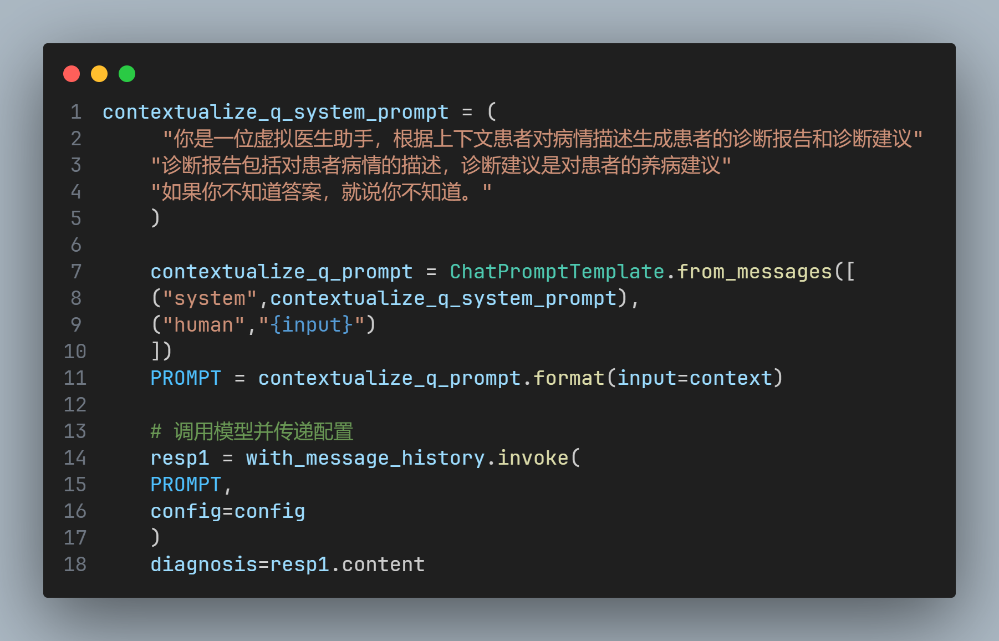 1 contextualize_q_system_prompt = (
2 "你是一位虚拟医生助手，根据上下文患者对病情描述生成患者的诊断报告和诊断建议"
3 "诊断报告包括对患者病情的描述，诊断建议是对患者的养病建议"
4 "如果你不知道答案，就说你不知道。"
5 )
6
7 contextualize_q_prompt = ChatPromptTemplate.from_messages([
8 ("system",contextualize_q_system_prompt),
9 ("human","{input}")
10 ])
11 PROMPT = contextualize_q_prompt.format(input=context)
12
13 # 调用模型并传递配置
14 resp1 = with_message_history.invoke(
15 PROMPT,
16 config=config
17 )
18 diagnosis=resp1.content